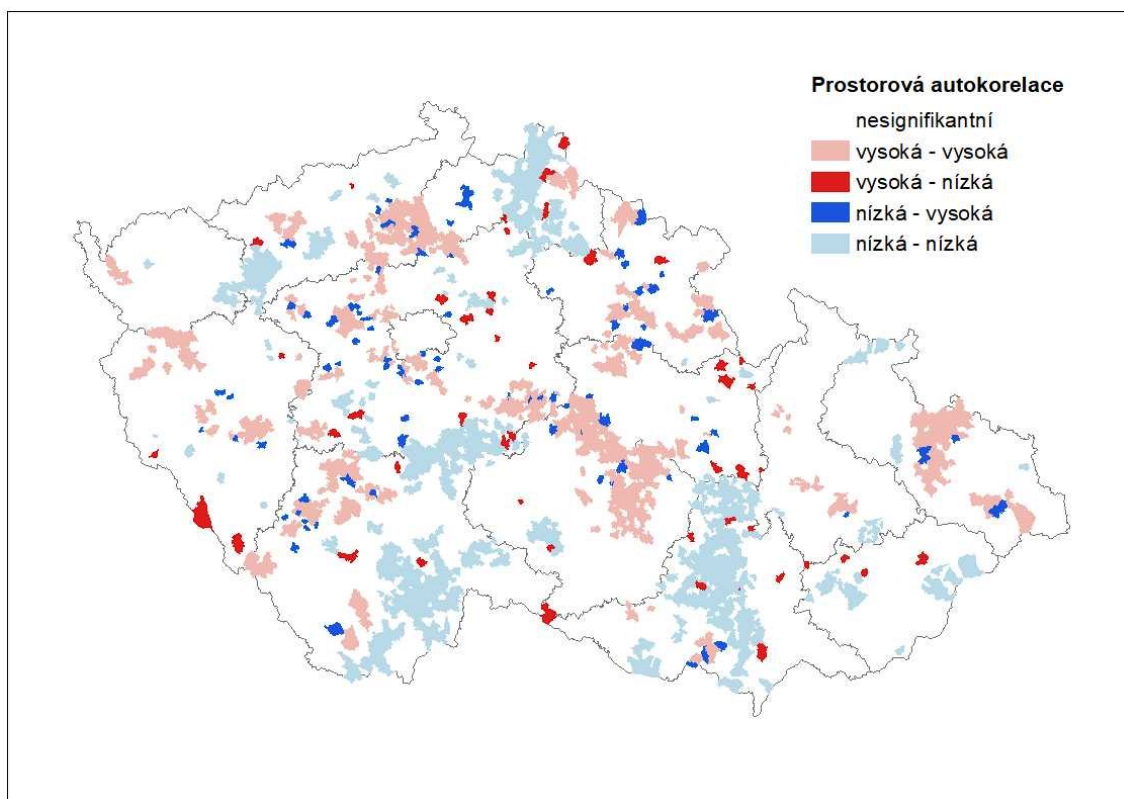 Prostorová autokorelace
nesignifikantní
vysoká - vysoká
vysoká - nízká
nízká - vysoká
nízká - nízká